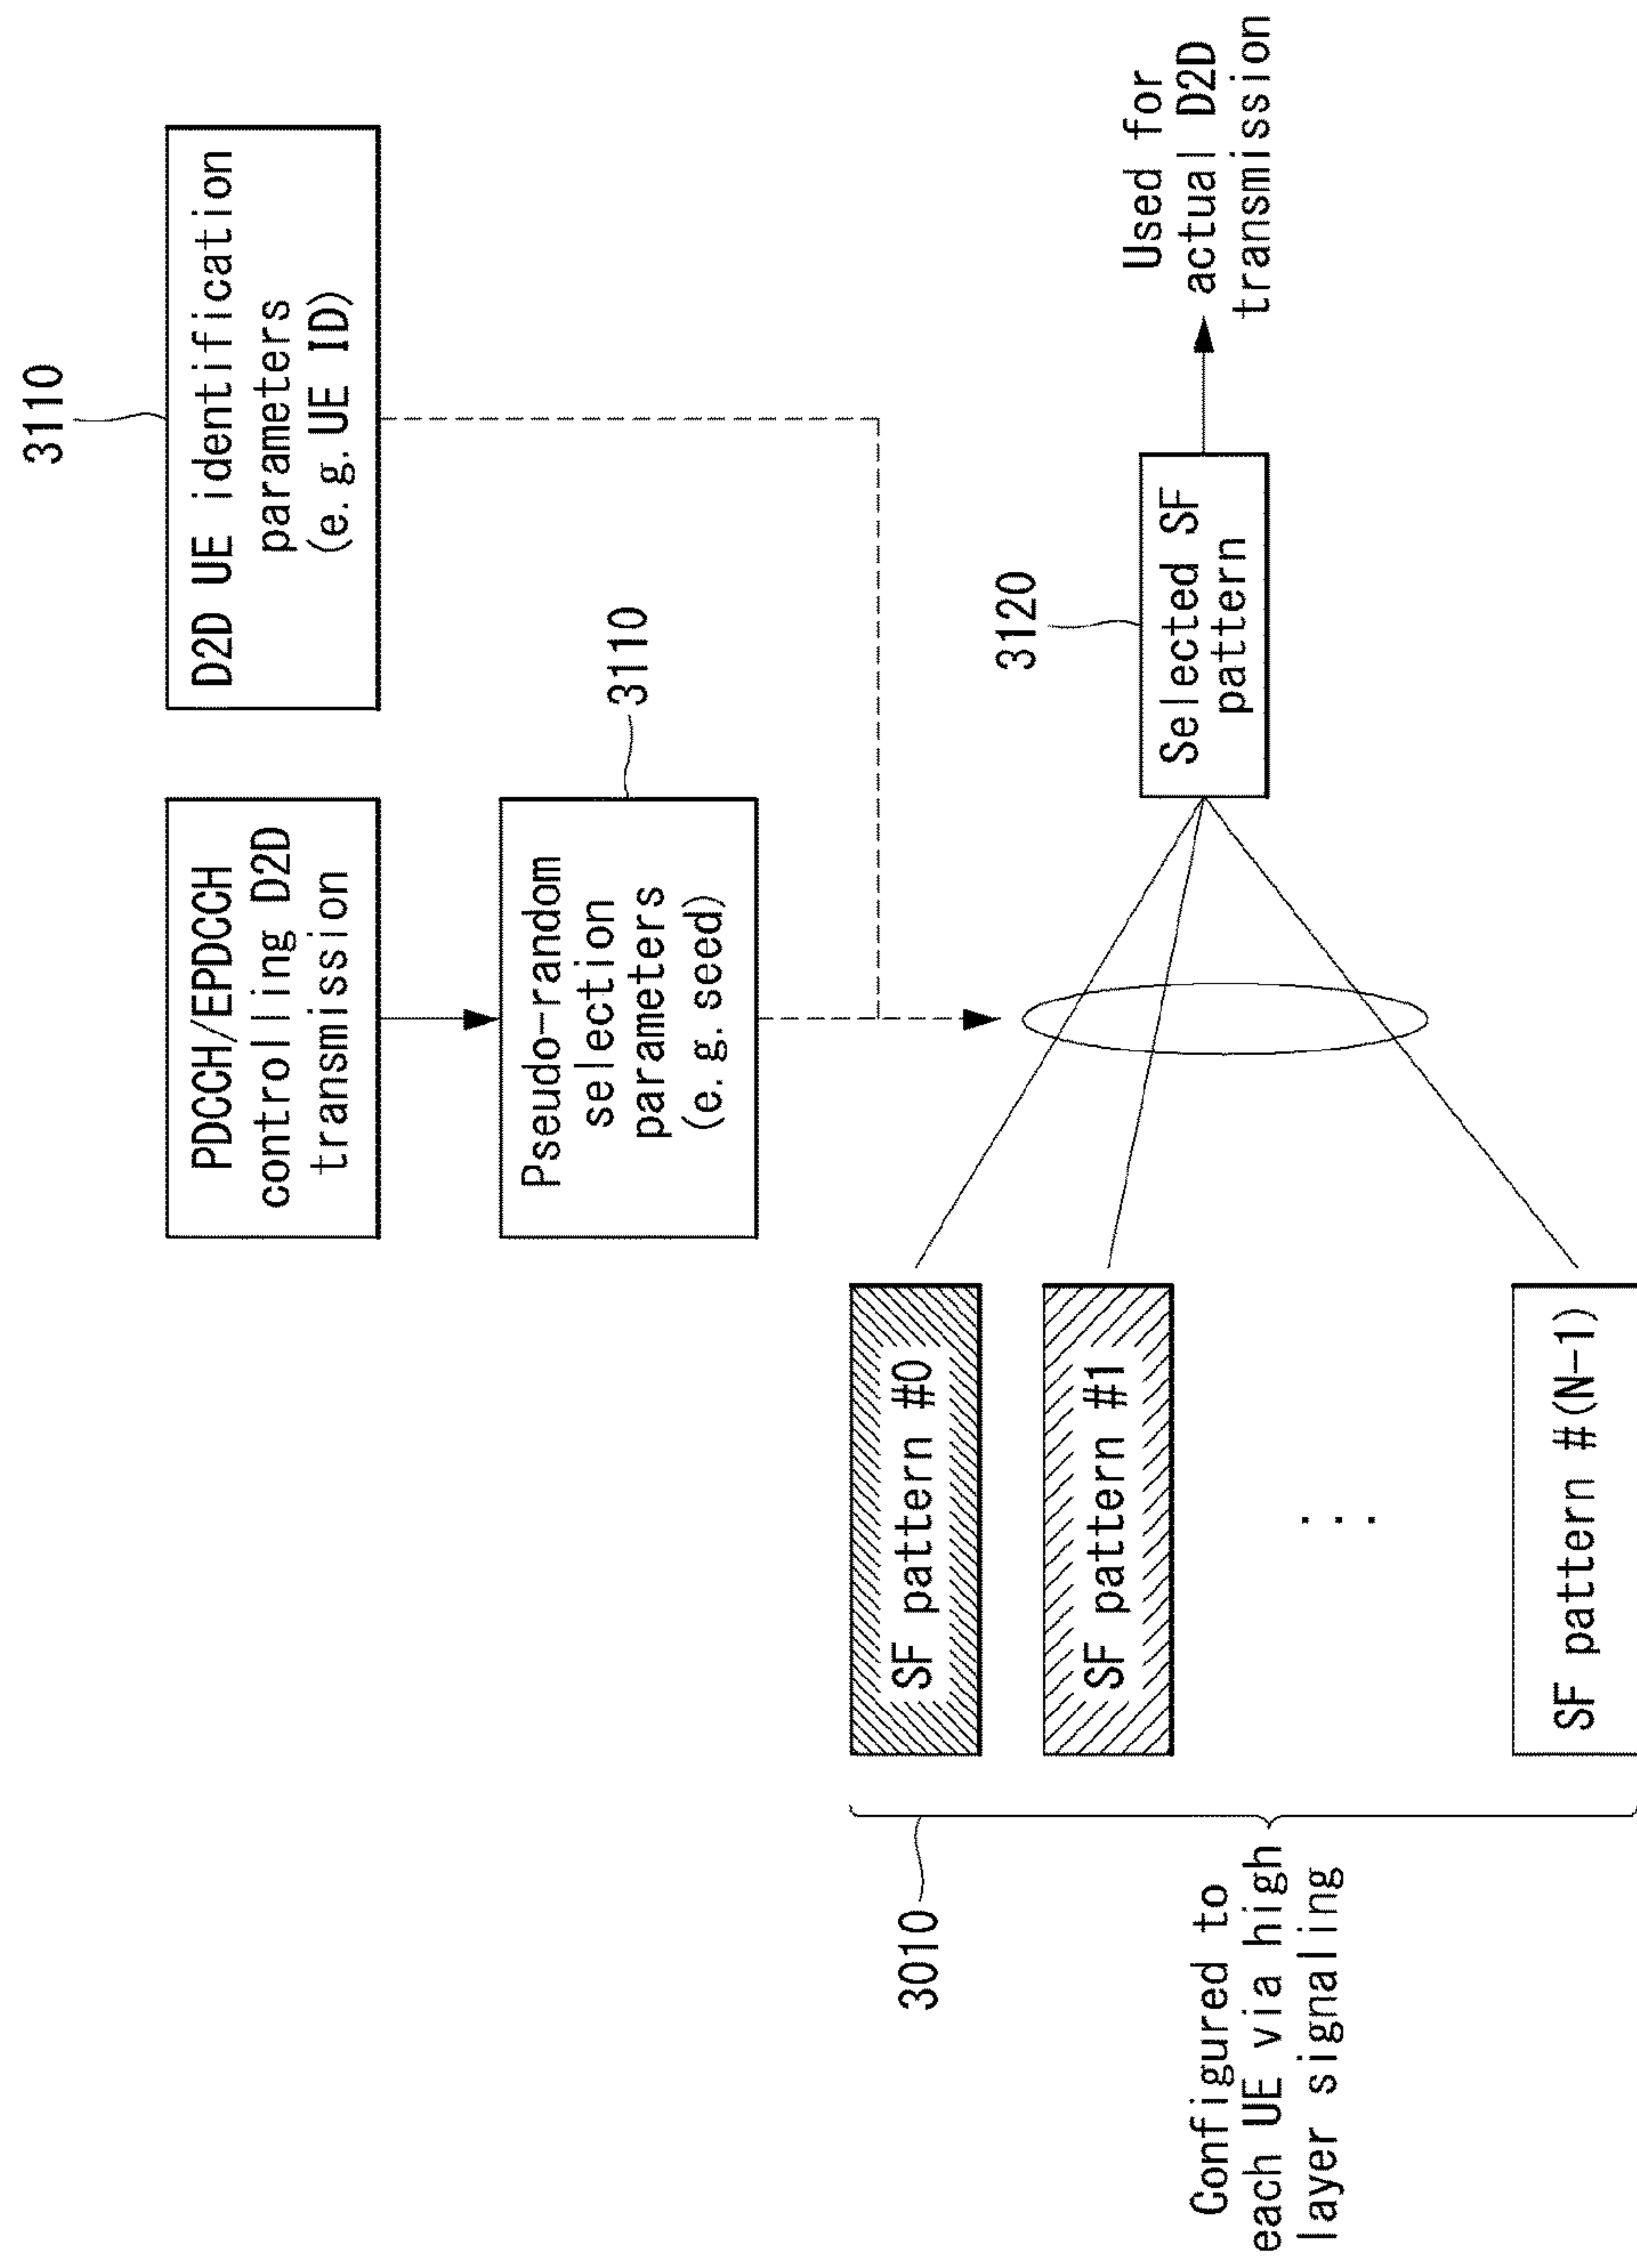 3110
PDCCH/EPDCCH
controlling D2D
transmission
D2D UE identification
parameters
(e.g. UE ID)
Pseudo-random
selection
parameters
(e.g. seed)
3110
3010
SF pattern #0
SF pattern #1
...
SF pattern #(N-1)
Configured to
each UE via high
layer signaling
3120
Selected SF
pattern
Used for
actual D2D
transmission